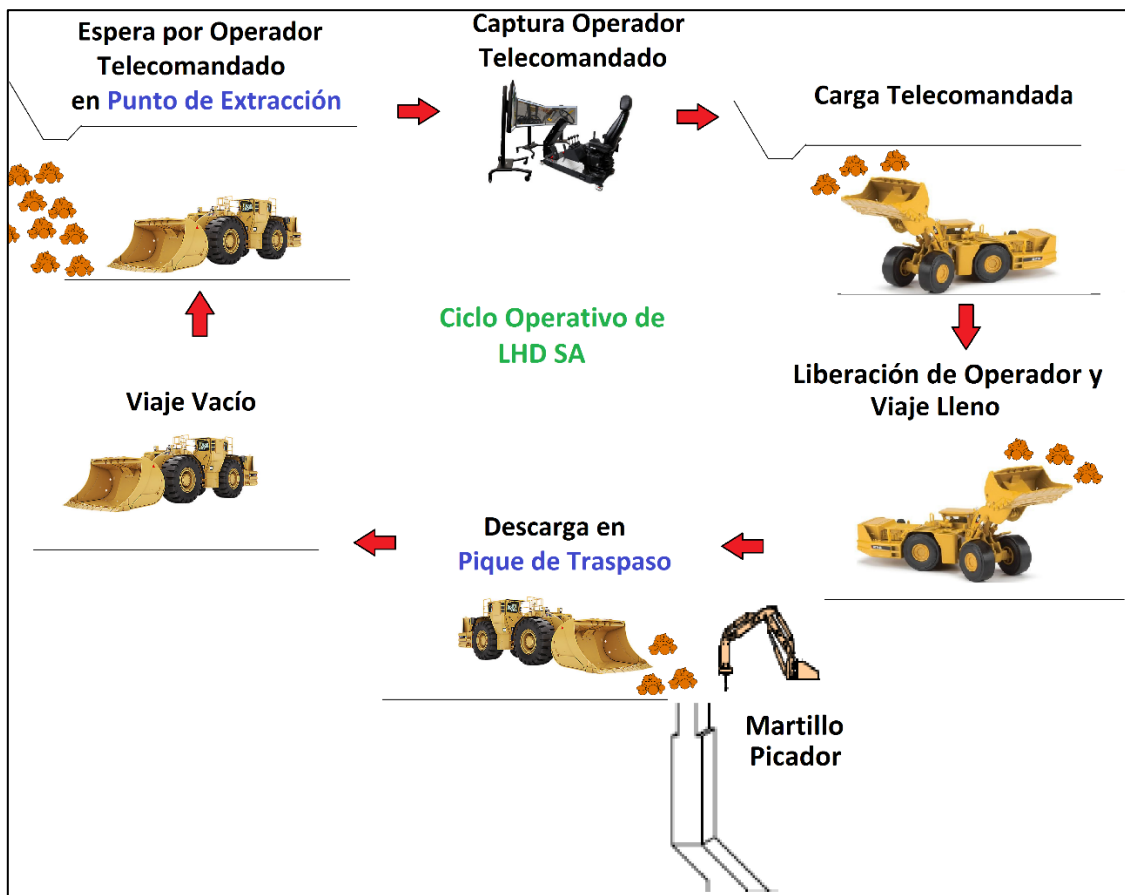 Espera por Operador
Telecomandado
en Punto de Extracción
Captura Operador
Telecomandado
Carga Telecomandada
Ciclo Operativo de
LHD SA
Liberación de Operador y
Viaje Lleno
Viaje Vacío
Descarga en
Pique de Traspaso
Martillo
Picador